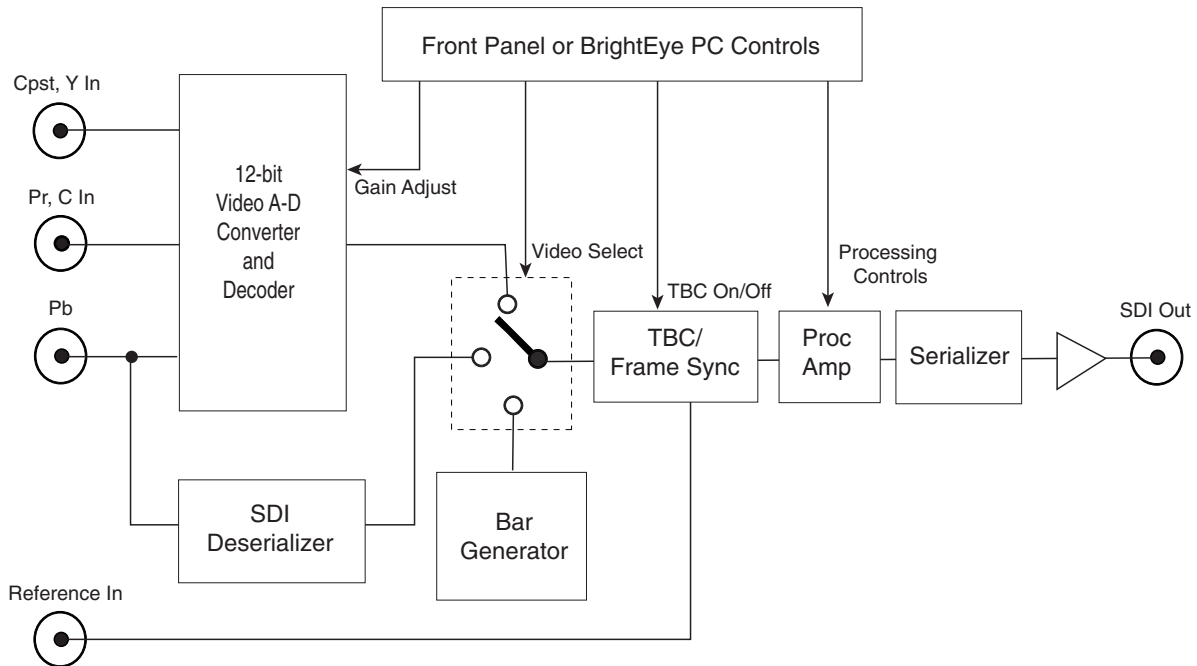 Front Panel or BrightEye PC Controls
Cpst, Y In
12-bit
Video A-D
Converter
and
Decoder
Gain Adjust
Pr, C In
Video Select
Processing
Controls
Pb
TBC On/Off
SDI Out
TBC/
Frame Sync
Proc
Amp
Serializer
SDI
Deserializer
Bar
Generator
Reference In